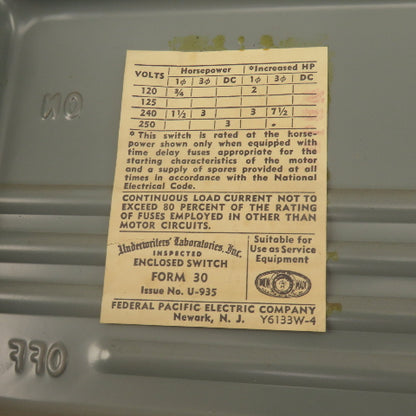 ON
VOLTS Horsepower *Increased HP
1ø 3ø DC 1ø 3ø DC
120 ¾ 2
125
240 1½ 3 3 7½
250 3 *
* This switch is rated at the horse-
power shown only when equipped with
time delay fuses appropriate for the
starting characteristics of the motor
and a supply of spares provided at all
times in accordance with the National
Electrical Code.
CONTINUOUS LOAD CURRENT NOT TO
EXCEED 80 PERCENT OF THE RATING
OF FUSES EMPLOYED IN OTHER THAN
MOTOR CIRCUITS.
Underwriters' Laboratories, Inc.
INSPECTED
ENCLOSED SWITCH
FORM 30
Issue No. U-935
Suitable for
Use as Service
Equipment
FEDERAL PACIFIC ELECTRIC COMPANY
Newark, N. J. Y6133W-4
OFF